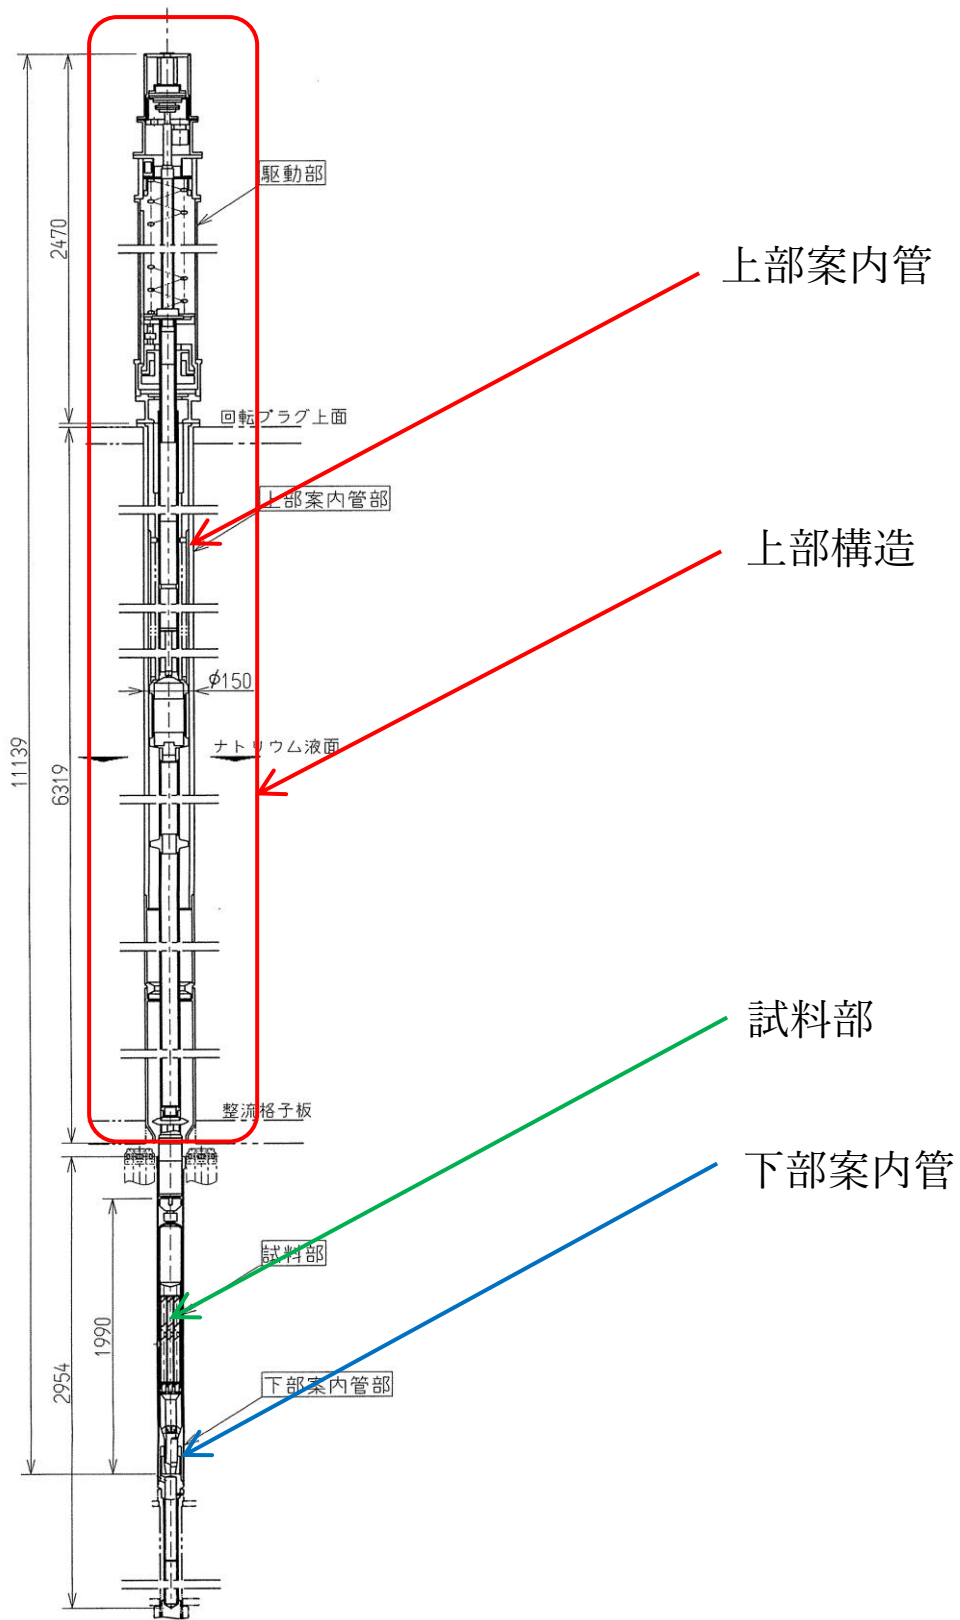 駆動部
2470
上部案内管
回転プラグ上面
上部案内管部
上部構造
φ150
ナトリウム液面
11139
6319
試料部
整流格子板
下部案内管
試料部
1990
2954
下部案内管部